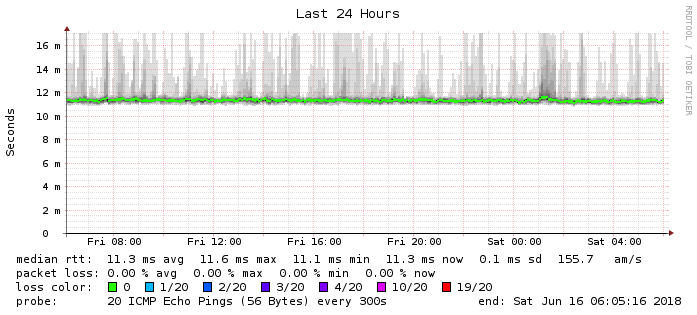 Last 24 Hours
RRDTOOL / TOBI OETIKER
Seconds
16 m
14 m
12 m
10 m
8 m
6 m
4 m
2 m
0
Fri 08:00 Fri 12:00 Fri 16:00 Fri 20:00 Sat 00:00 Sat 04:00
median rtt: 11.3 ms avg 11.6 ms max 11.1 ms min 11.3 ms now 0.1 ms sd 155.7 am/s
packet loss: 0.00 % avg 0.00 % max 0.00 % min 0.00 % now
loss color: 0 1/20 2/20 3/20 4/20 10/20 19/20
probe: 20 ICMP Echo Pings (56 Bytes) every 300s end: Sat Jun 16 06:05:16 2018